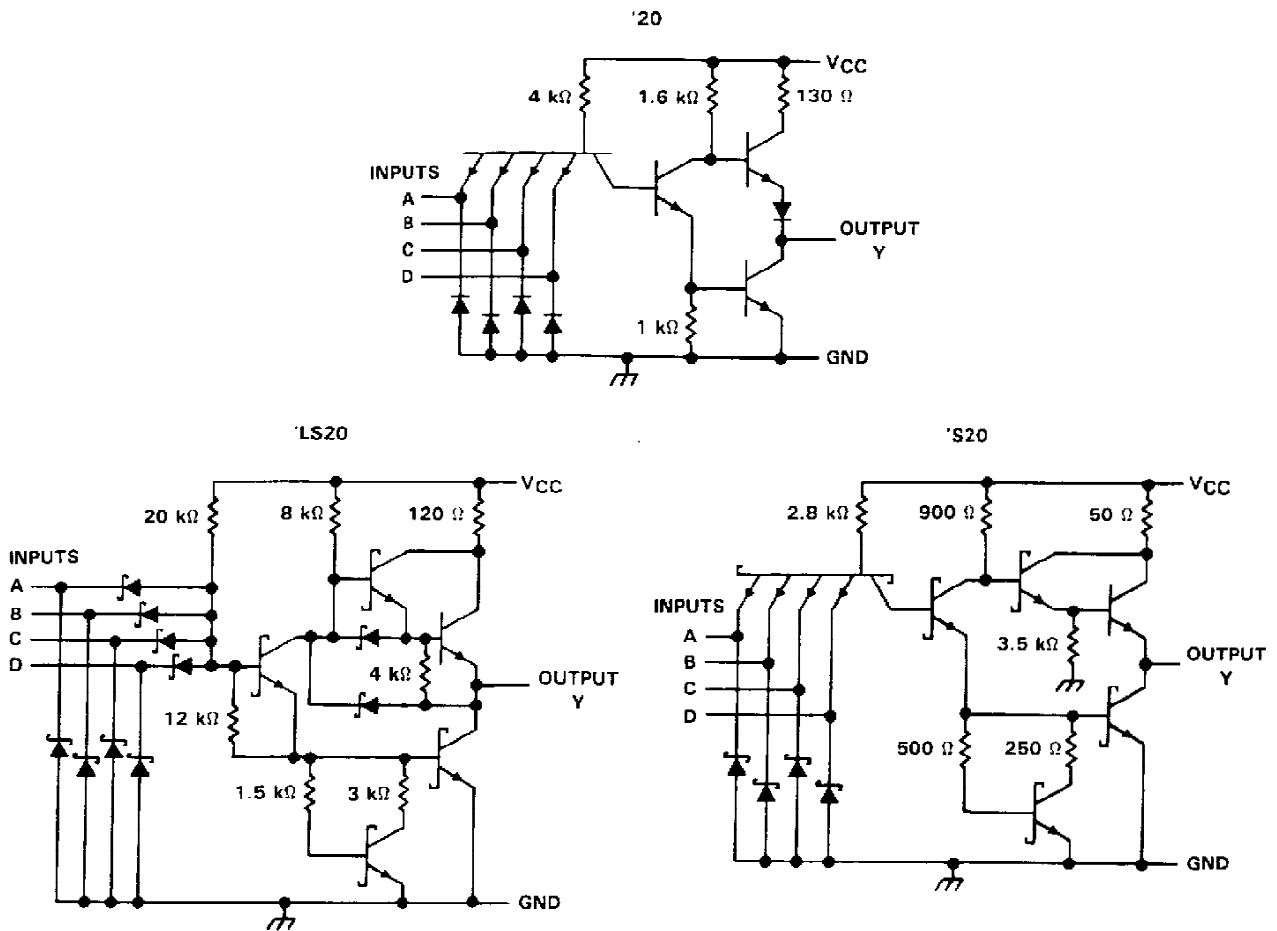 '20
VCC
4 kΩ
1.6 kΩ
130 Ω
INPUTS
A
B
C
D
OUTPUT
Y
1 kΩ
GND
'LS20
VCC
20 kΩ
8 kΩ
120 Ω
INPUTS
A
B
C
D
4 kΩ
OUTPUT
Y
12 kΩ
1.5 kΩ
3 kΩ
GND
'S20
VCC
2.8 kΩ
900 Ω
50 Ω
INPUTS
A
B
C
D
3.5 kΩ
OUTPUT
Y
500 Ω
250 Ω
GND